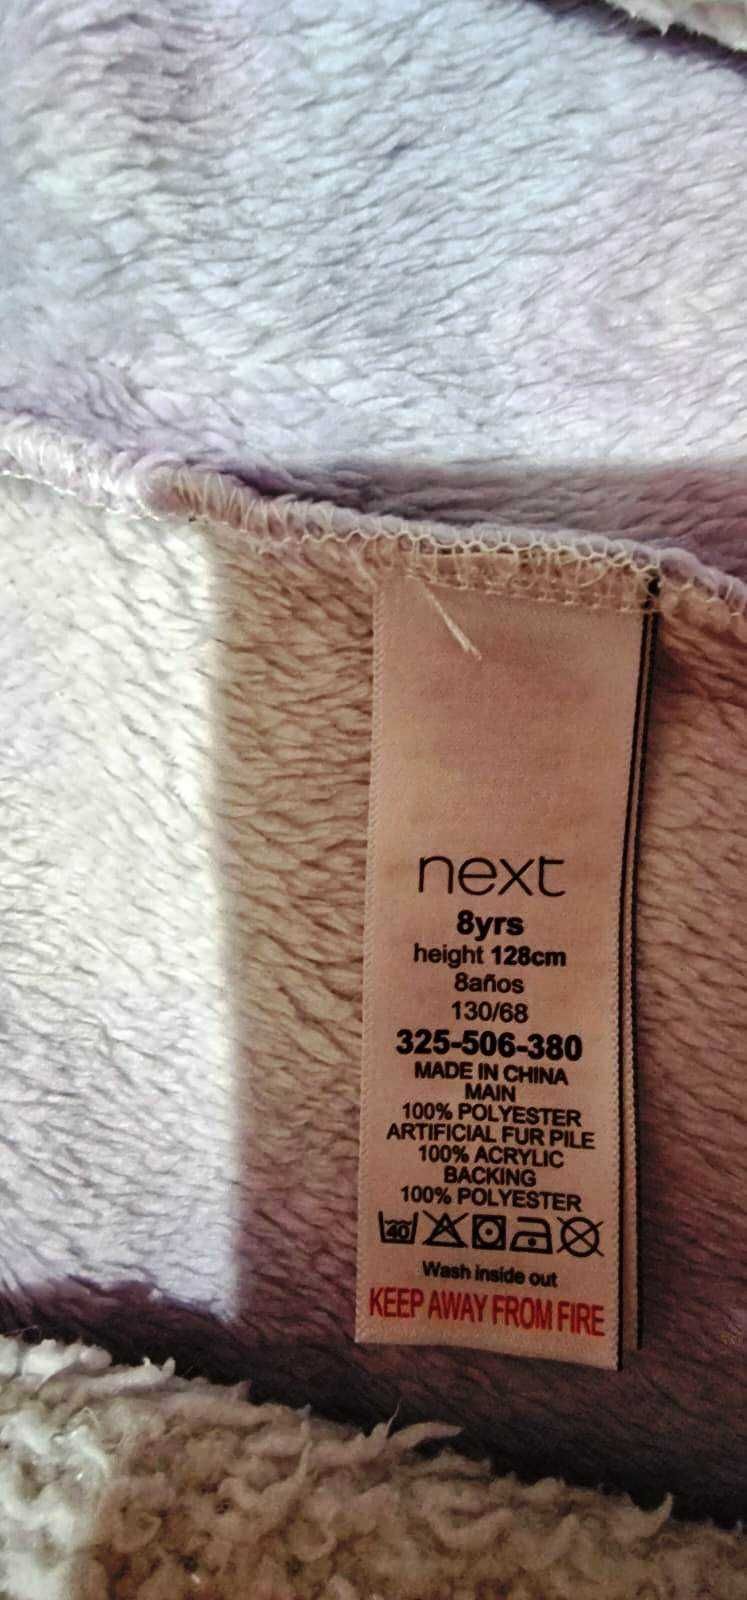 next
8yrs
height 128cm
8años
130/68
325-506-380
MADE IN CHINA
MAIN
100% POLYESTER
ARTIFICIAL FUR PILE
100% ACRYLIC
BACKING
100% POLYESTER
40
Wash inside out
KEEP AWAY FROM FIRE